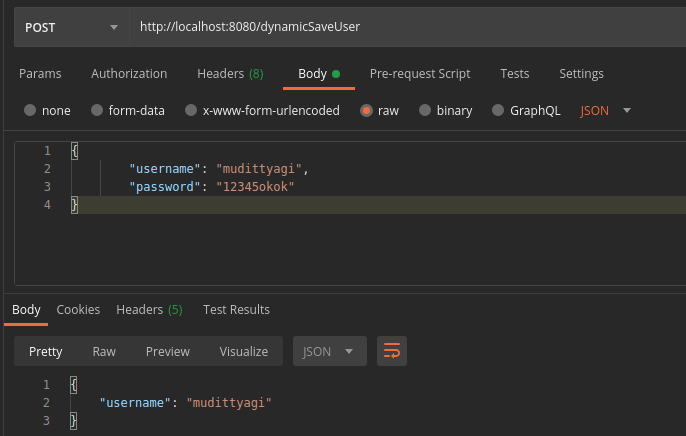 POST http://localhost:8080/dynamicSaveUser
Params Authorization Headers (8) Body Pre-request Script Tests Settings
none form-data x-www-form-urlencoded raw binary GraphQL JSON
1 {
2 "username": "mudittyagi",
3 "password": "12345okok"
4 }
Body Cookies Headers (5) Test Results
Pretty Raw Preview Visualize JSON
1 {
2 "username": "mudittyagi"
3 }